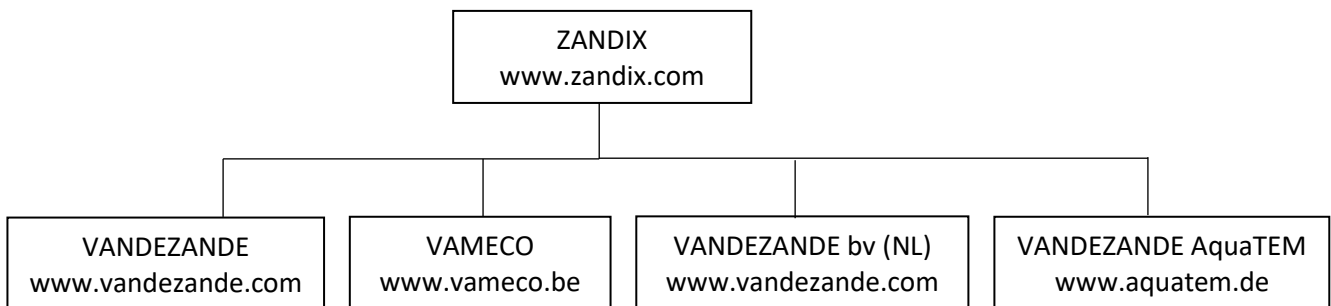 ZANDIX
www.zandix.com
VANDEZANDE
www.vandezande.com
VAMECO
www.vameco.be
VANDEZANDE bv (NL)
www.vandezande.com
VANDEZANDE AquaTEM
www.aquatem.de